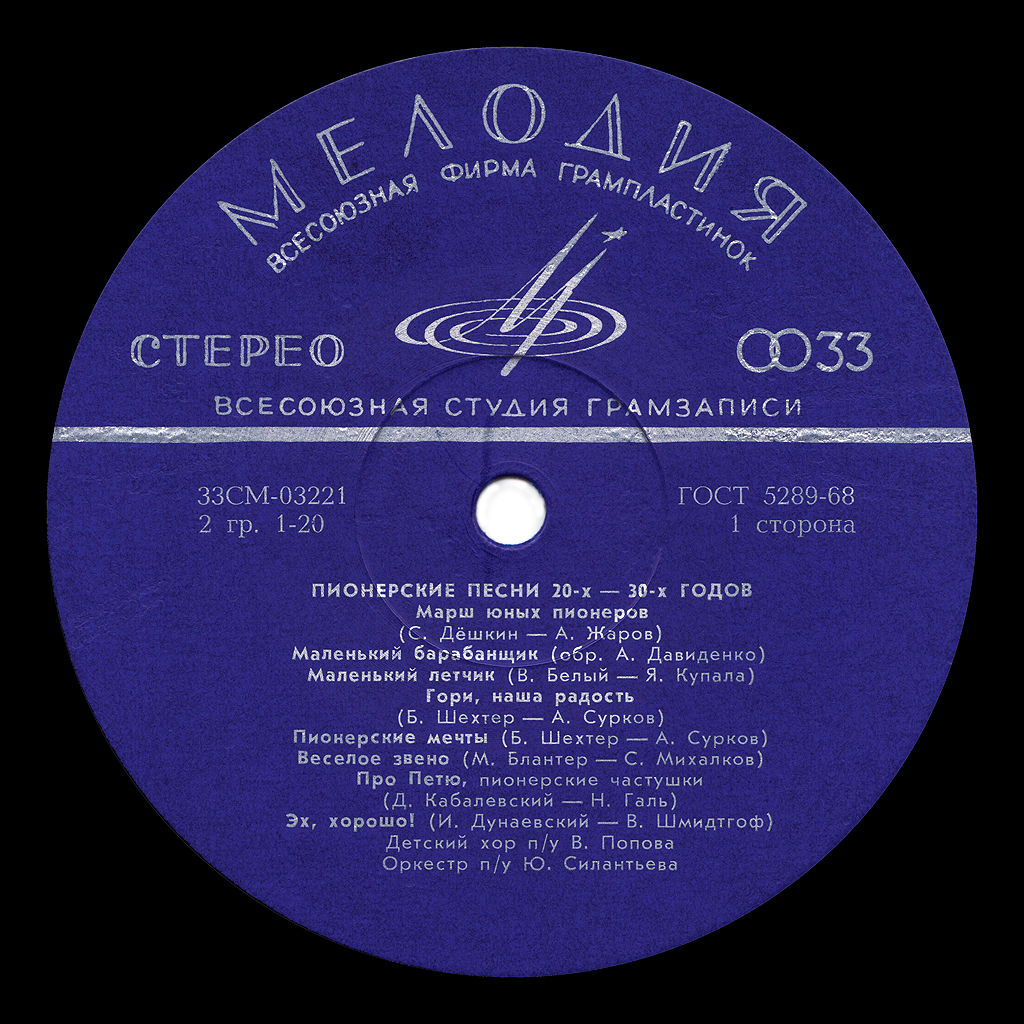 МЕЛОДИЯ
ВСЕСОЮЗНАЯ ФИРМА ГРАМПЛАСТИНОК
СТЕРЕО
33
ВСЕСОЮЗНАЯ СТУДИЯ ГРАМЗАПИСИ
33СМ-03221
2 гр. 1-20
ГОСТ 5289-68
1 сторона
ПИОНЕРСКИЕ ПЕСНИ 20-х — 30-х ГОДОВ
Марш юных пионеров
(С. Дёшкин — А. Жаров)
Маленький барабанщик (обр. А. Давиденко)
Маленький летчик (В. Белый — Я. Купала)
Гори, наша радость
(Б. Шехтер — А. Сурков)
Пионерские мечты (Б. Шехтер — А. Сурков)
Веселое звено (М. Блантер — С. Михалков)
Про Петю, пионерские частушки
(Д. Кабалевский — Н. Галь)
Эх, хорошо! (И. Дунаевский — В. Шмидтгоф)
Детский хор п/у В. Попова
Оркестр п/у Ю. Силантьева